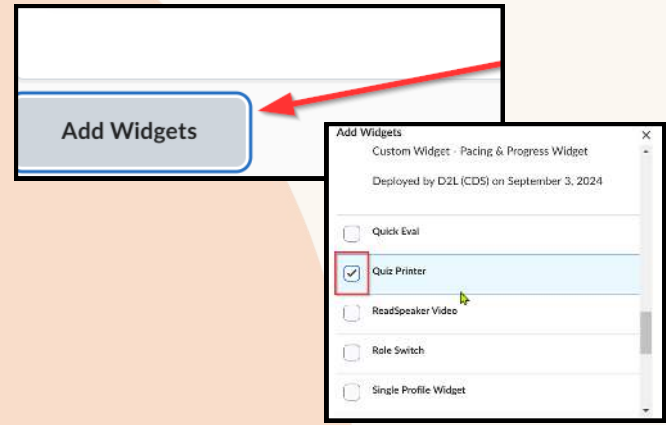 Add Widgets
Add Widgets
Custom Widget - Pacing & Progress Widget
Deployed by D2L (CDS) on September 3, 2024
Quick Eval
Quiz Printer
ReadSpeaker Video
Role Switch
Single Profile Widget